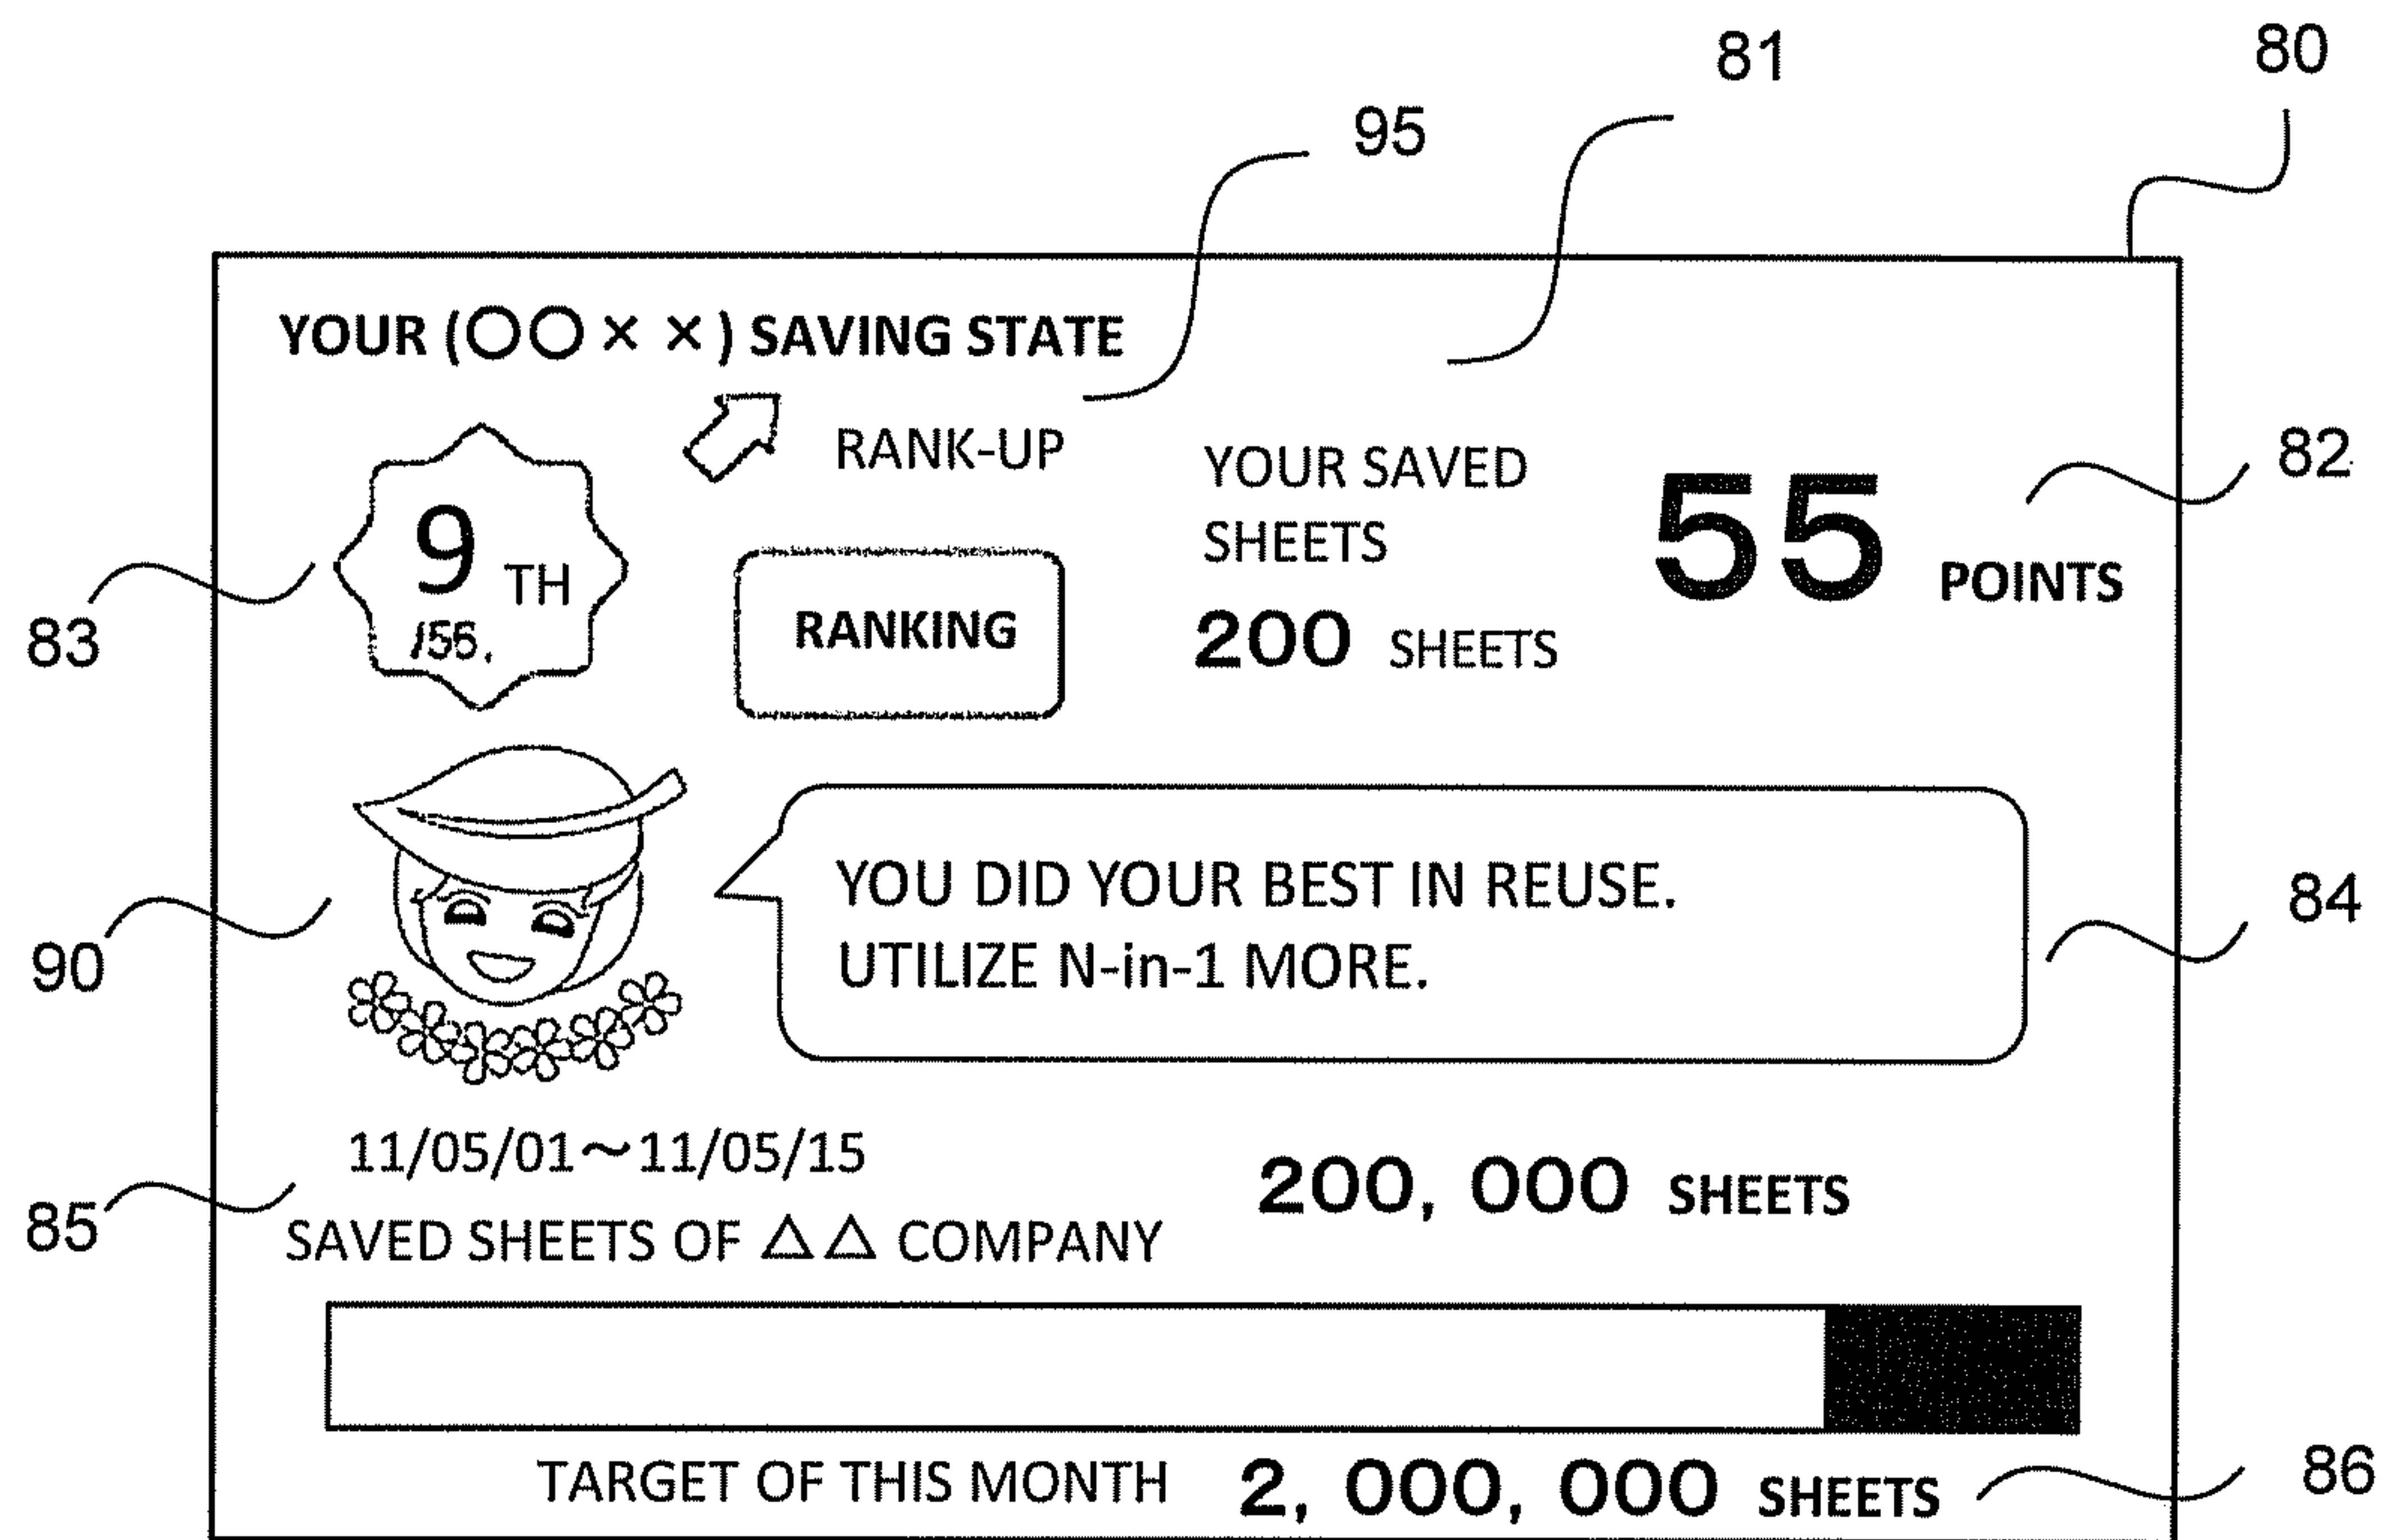 81
80
95
YOUR (○○××) SAVING STATE
RANK-UP
82
9 TH
/55.
83
RANKING
YOUR SAVED
SHEETS
200 SHEETS
55 POINTS
YOU DID YOUR BEST IN REUSE.
UTILIZE N-in-1 MORE.
84
90
11/05/01~11/05/15
85
SAVED SHEETS OF △△ COMPANY
200, 000 SHEETS
TARGET OF THIS MONTH 2, 000, 000 SHEETS
86